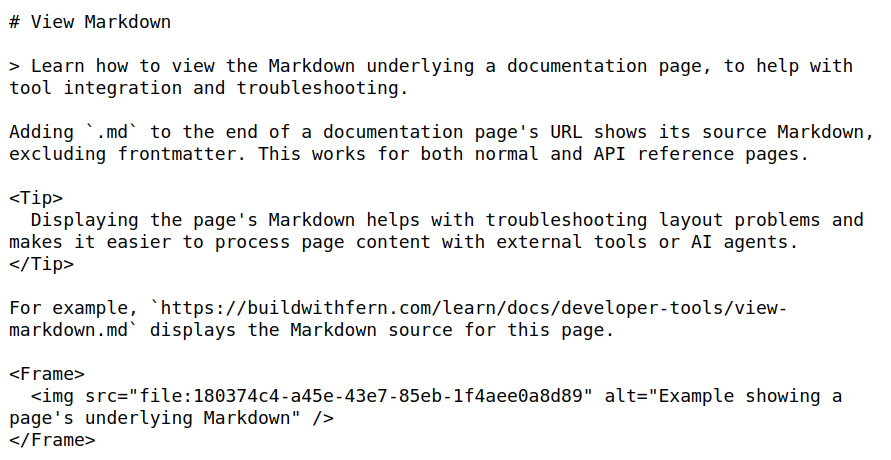 # View Markdown
> Learn how to view the Markdown underlying a documentation page, to help with
tool integration and troubleshooting.
Adding `.md` to the end of a documentation page's URL shows its source Markdown,
excluding frontmatter. This works for both normal and API reference pages.
<Tip>
  Displaying the page's Markdown helps with troubleshooting layout problems and
makes it easier to process page content with external tools or AI agents.
</Tip>
For example, `https://buildwithfern.com/learn/docs/developer-tools/view-
markdown.md` displays the Markdown source for this page.
<Frame>
  <img src="file:180374c4-a45e-43e7-85eb-1f4aee0a8d89" alt="Example showing a
page's underlying Markdown" />
</Frame>